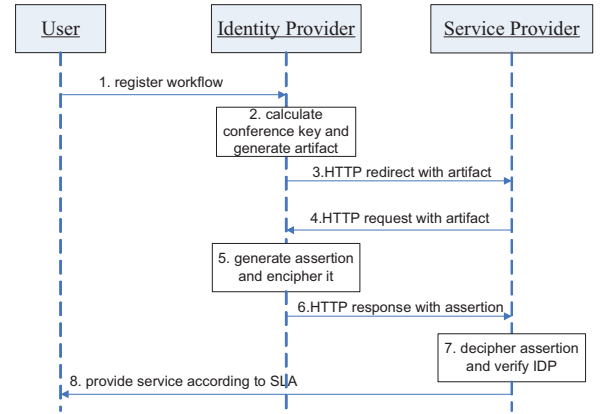 User
Identity Provider
Service Provider
1. register workflow
2. calculate
conference key and
generate artifact
3.HTTP redirect with artifact
4.HTTP request with artifact
5. generate assertion
and encipher it
6.HTTP response with assertion
7. decipher assertion
and verify IDP
8. provide service according to SLA